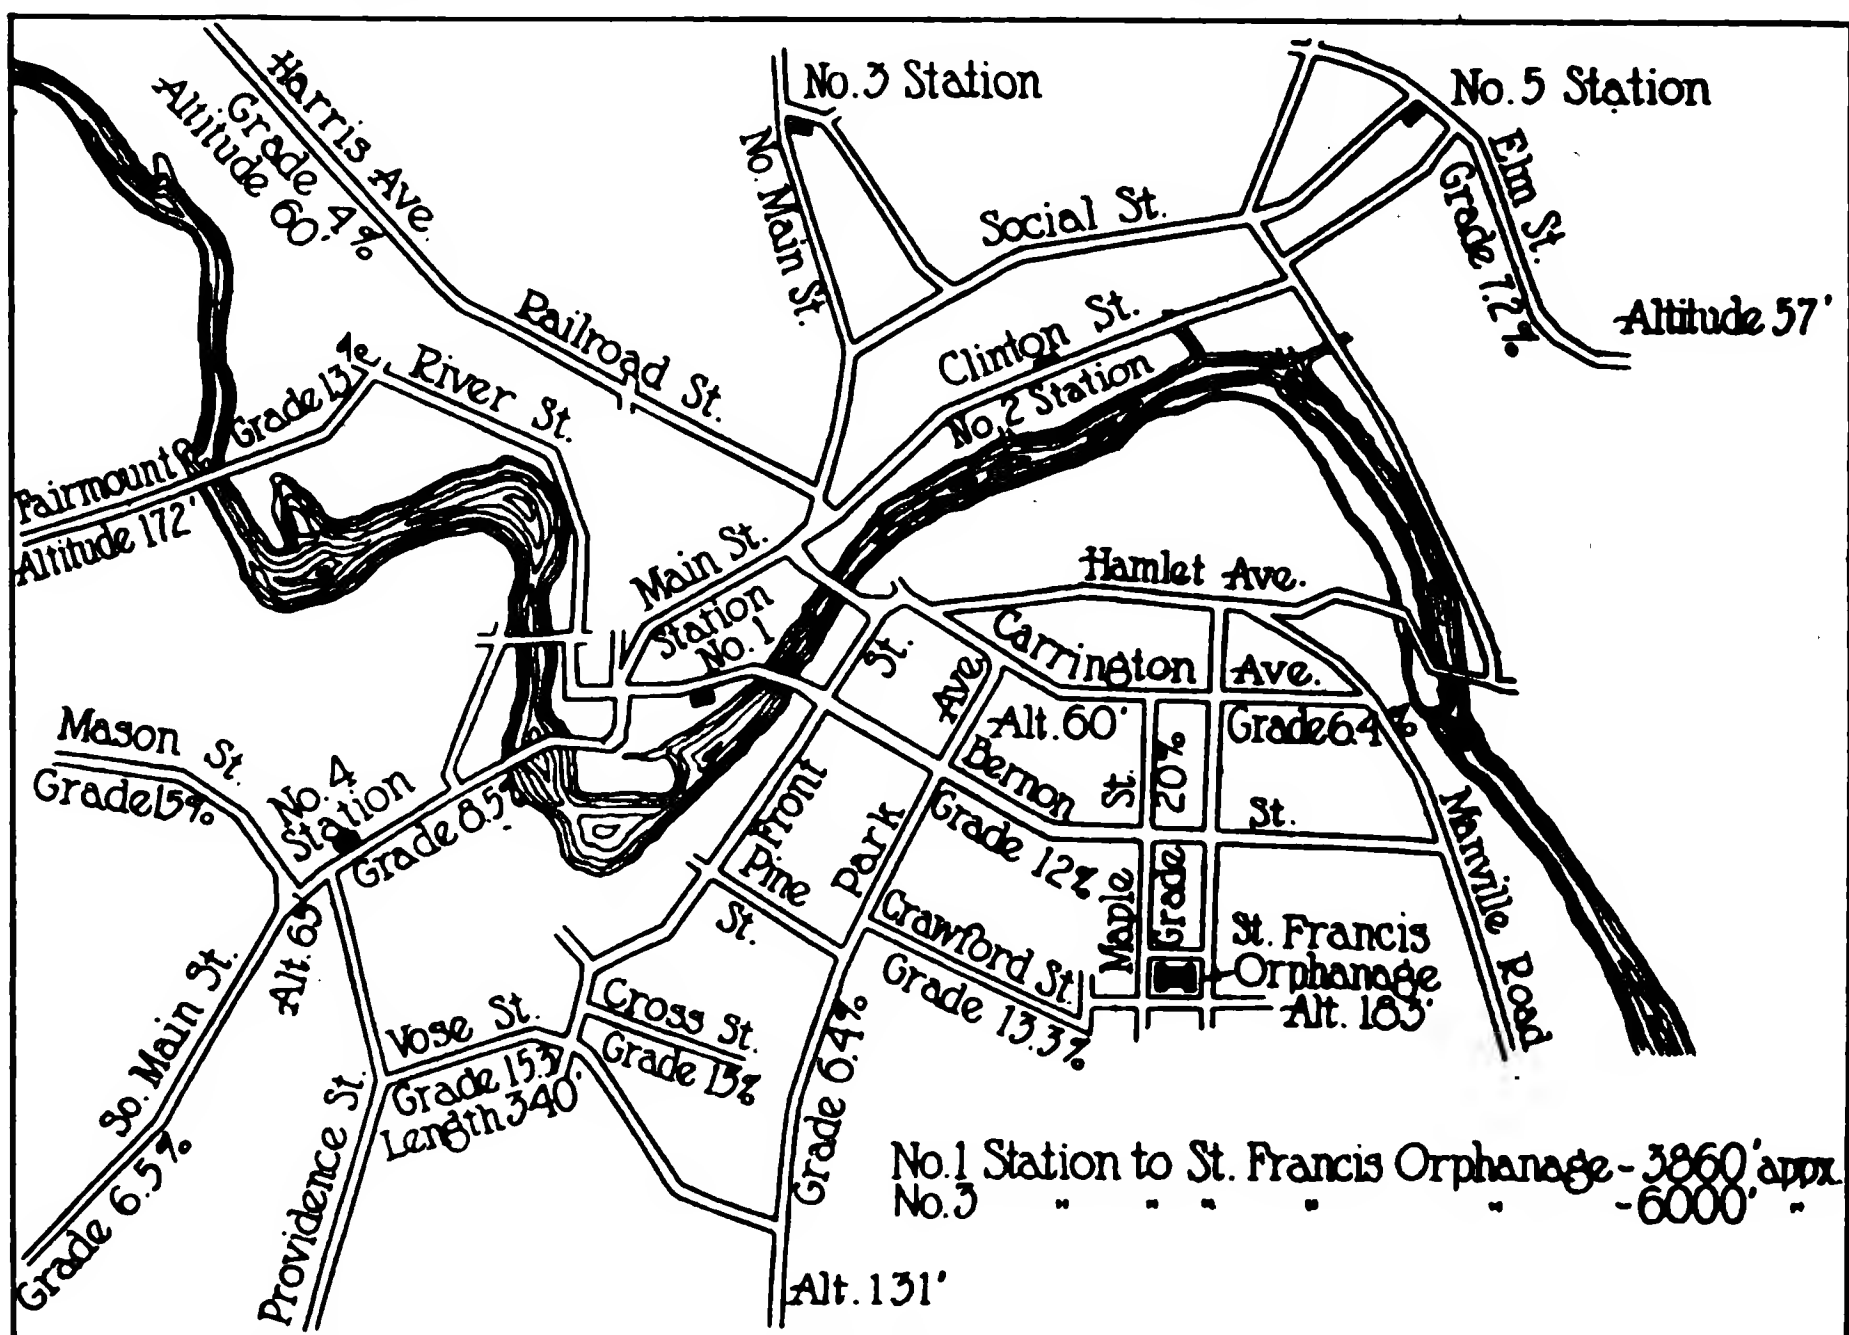 Harris Ave.
Grade 4%
Altitude 60'
No. 3 Station
No. Main St.
Social St.
No. 5 Station
Elm St.
Grade 7.2%
Altitude 57'
Railroad St.
Clinton St.
No. 2 Station
River St.
Grade 13%
Fairmount
Altitude 172'
Main St.
Station
No. 1
Hamlet Ave.
Carrington Ave.
Alt. 60'
Grade 6.4%
Mason St.
Grade 15%
No. 4
Station
Grade 8.5%
Front St.
Park Ave
Bernon St.
Grade 12%
Maple St.
Grade 20%
Pine St.
Crawford St.
Grade 13.3%
St. Francis
Orphanage
Alt. 183'
Manville Road
So. Main St.
Grade 6.5%
Alt. 65'
Vose St.
Grade 15.3
Length 340'
Cross St.
Grade 15%
Grade 6.4%
Providence St.
Alt. 131'
No. 1 Station to St. Francis Orphanage - 3860' appx.
No. 3 " " " " " - 6000' "